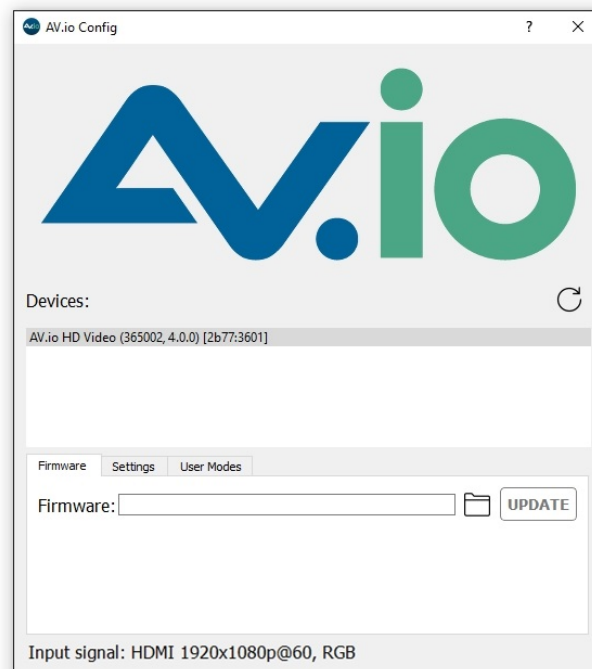 AV.io Config ? ×
AV.io
Devices:
AV.io HD Video (365002, 4.0.0) [2b77:3601]
Firmware Settings User Modes
Firmware: UPDATE
Input signal: HDMI 1920x1080p@60, RGB